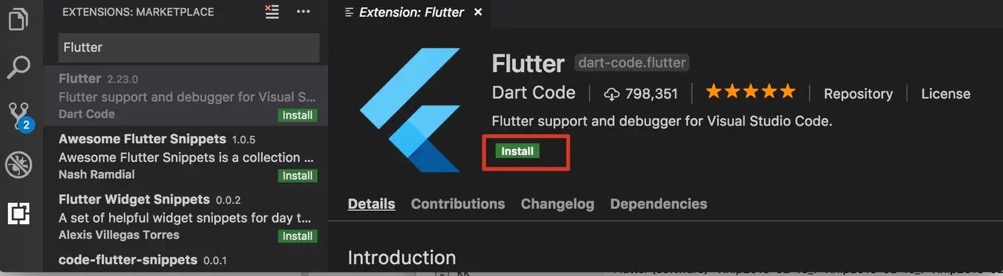 EXTENSIONS: MARKETPLACE
Flutter
Flutter 2.23.0
Flutter support and debugger for Visual S...
Dart Code Install
Awesome Flutter Snippets 1.0.5
Awesome Flutter Snippets is a collection ...
Nash Ramdial Install
Flutter Widget Snippets 0.0.2
A set of helpful widget snippets for day t...
Alexis Villegas Torres Install
code-flutter-snippets 0.0.1
2
Extension: Flutter
Flutter dart-code.flutter
Dart Code 798,351 Repository License
Flutter support and debugger for Visual Studio Code.
Install
Details Contributions Changelog Dependencies
Introduction